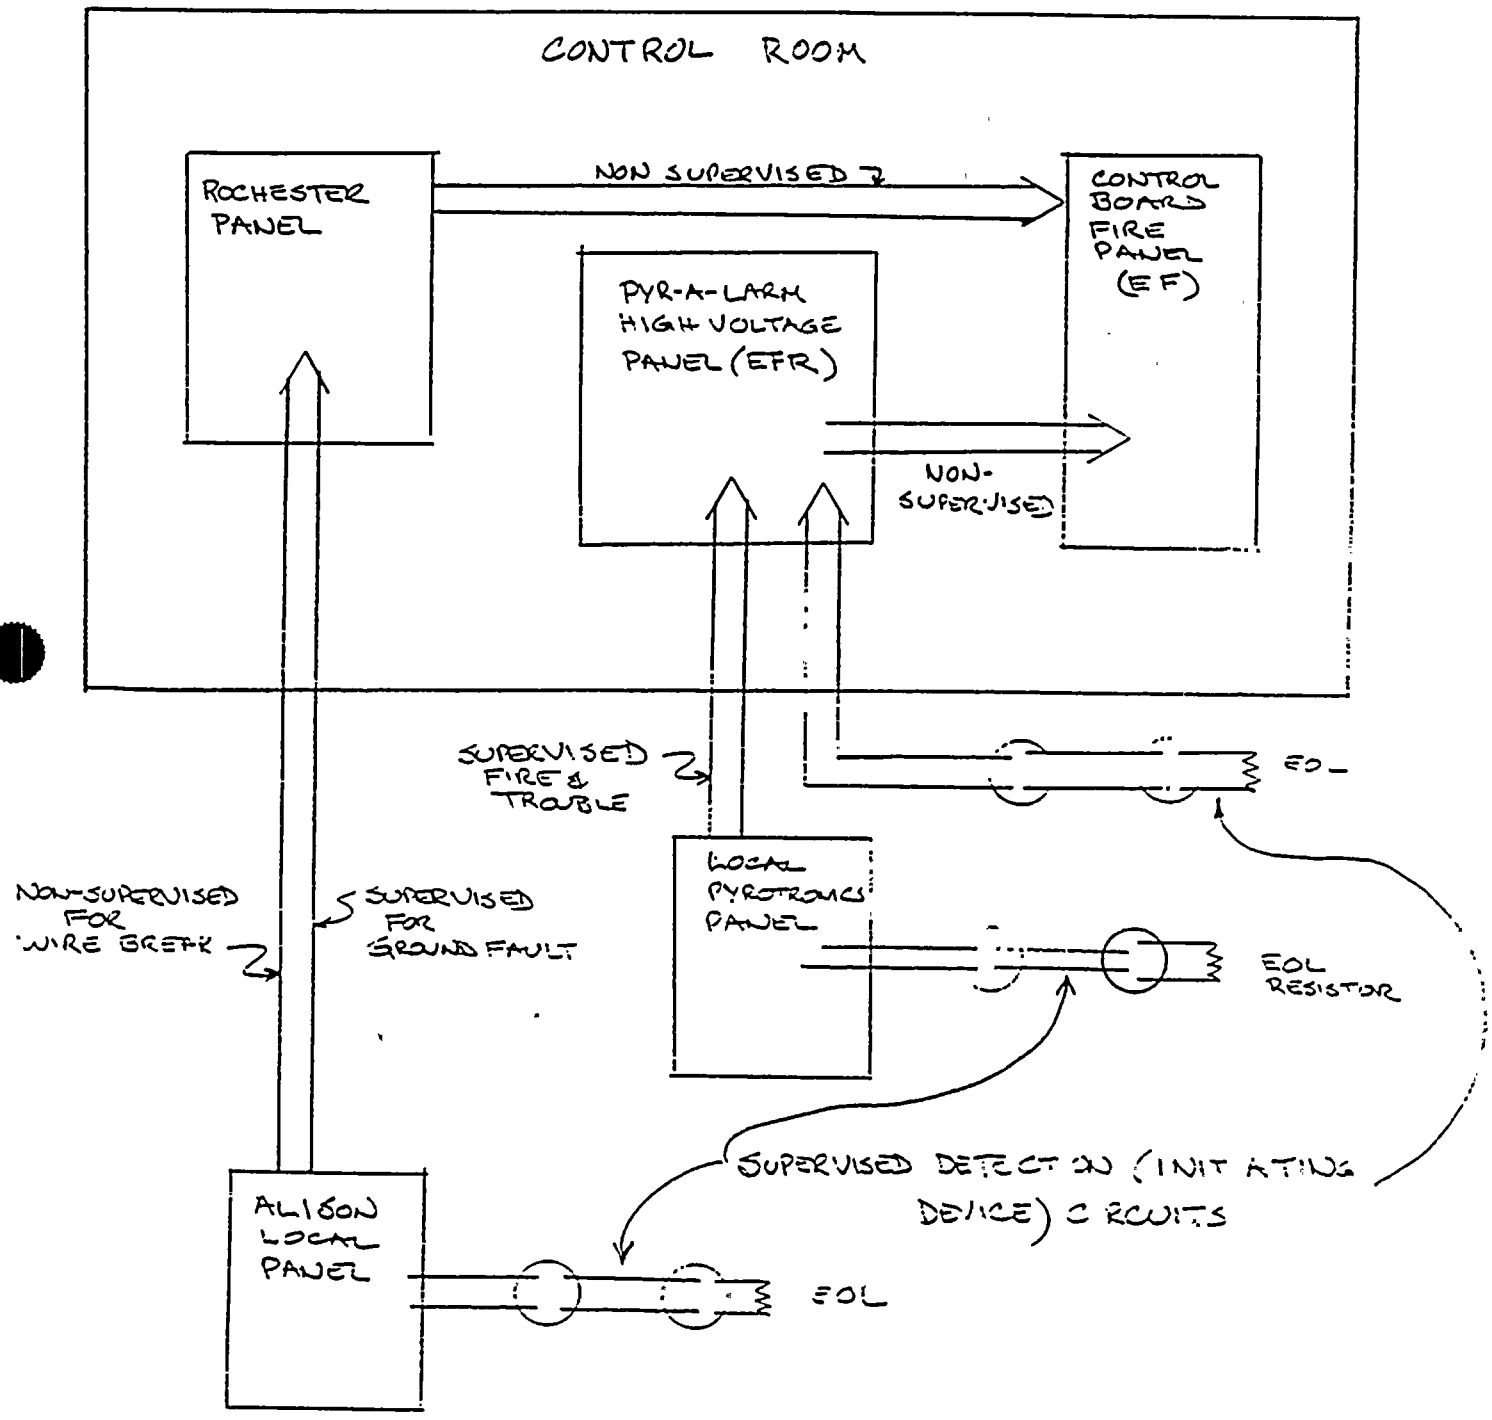 CONTROL ROOM
NON SUPERVISED
ROCHESTER
PANEL
CONTROL
BOARD
FIRE
PANEL
(EF)
PYR-A-LARM
HIGH VOLTAGE
PANEL (EFR)
NON-
SUPERVISED
SUPERVISED
FIRE &
TROUBLE
EOL
LOCAL
PYROTRONICS
PANEL
NON-SUPERVISED
FOR
WIRE BREAK
SUPERVISED
FOR
GROUND FAULT
EOL
RESISTOR
SUPERVISED DETECTION (INITIATING
DEVICE) CIRCUITS
ALISON
LOCAL
PANEL
EOL